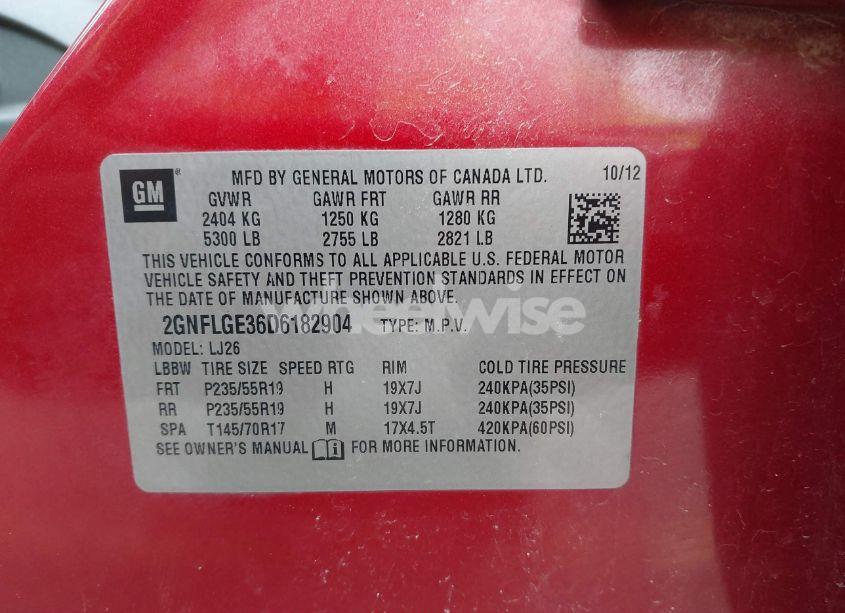 GM ® MFD BY GENERAL MOTORS OF CANADA LTD. 10/12
GVWR GAWR FRT GAWR RR
2404 KG 1250 KG 1280 KG
5300 LB 2755 LB 2821 LB
THIS VEHICLE CONFORMS TO ALL APPLICABLE U.S. FEDERAL MOTOR
VEHICLE SAFETY AND THEFT PREVENTION STANDARDS IN EFFECT ON
THE DATE OF MANUFACTURE SHOWN ABOVE.
wheelwise
2GNFLGE36D6182904 TYPE: M.P.V.
MODEL: LJ26
LBBW TIRE SIZE SPEED RTG RIM COLD TIRE PRESSURE
FRT P235/55R19 H 19X7J 240KPA(35PSI)
RR P235/55R19 H 19X7J 240KPA(35PSI)
SPA T145/70R17 M 17X4.5T 420KPA(60PSI)
SEE OWNER'S MANUAL i FOR MORE INFORMATION.